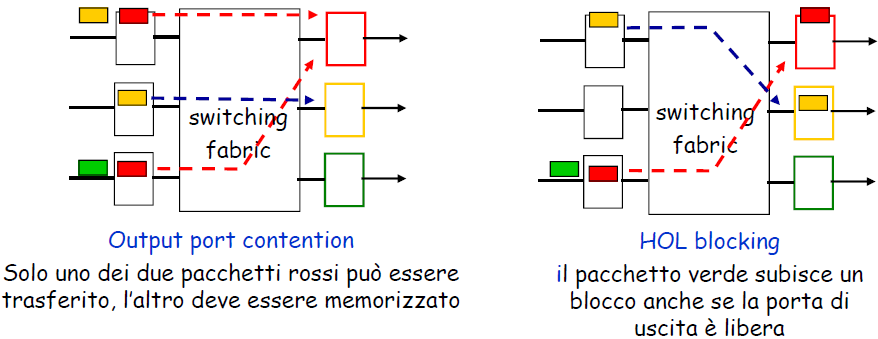 switching
fabric
Output port contention
Solo uno dei due pacchetti rossi può essere
trasferito, l'altro deve essere memorizzato
switching
fabric
HOL blocking
il pacchetto verde subisce un
blocco anche se la porta di
uscita è libera